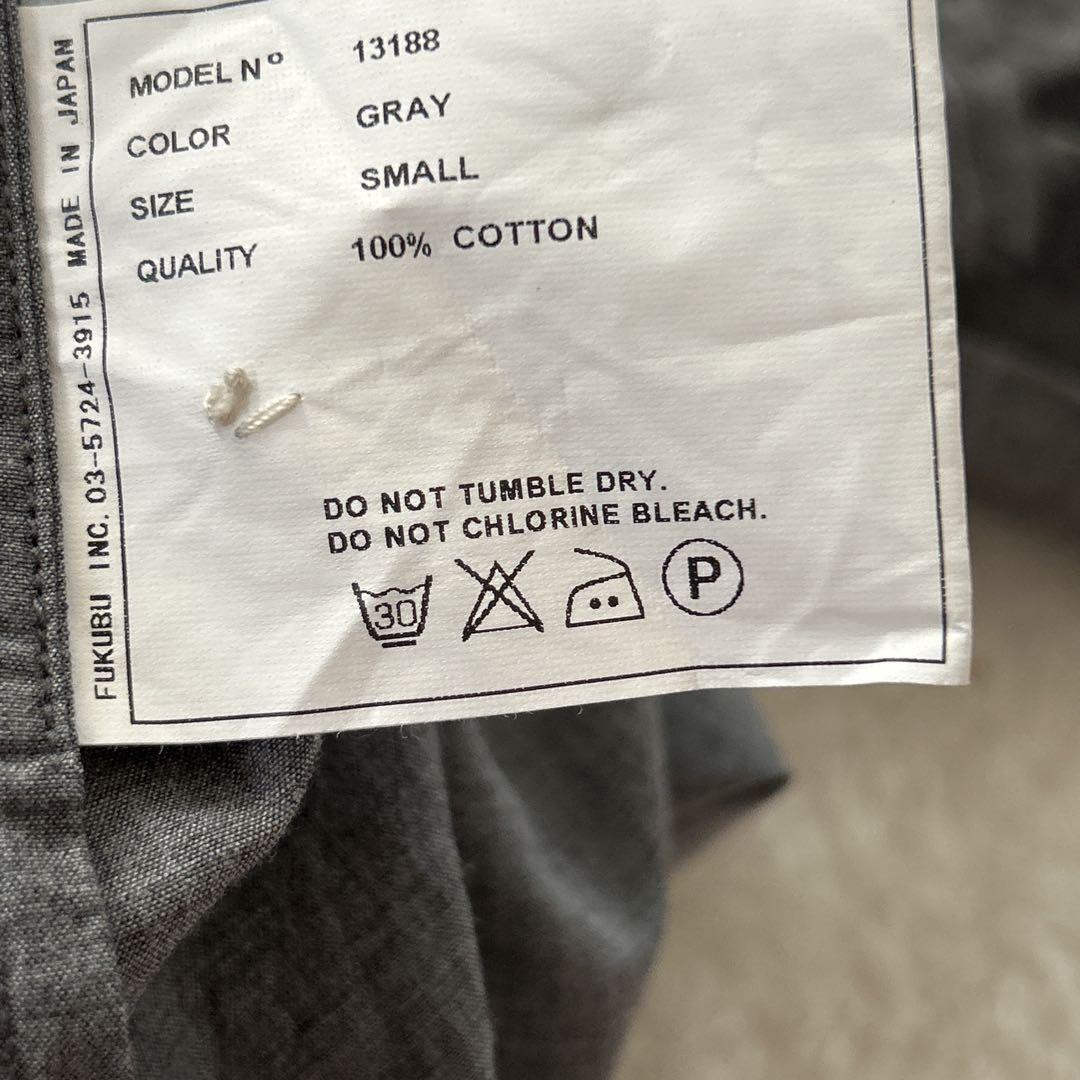 MODEL Nº 13188
COLOR GRAY
SIZE SMALL
QUALITY 100% COTTON
DO NOT TUMBLE DRY.
DO NOT CHLORINE BLEACH.
30 P
FUKUBU INC. 03-5724-3915 MADE IN JAPAN